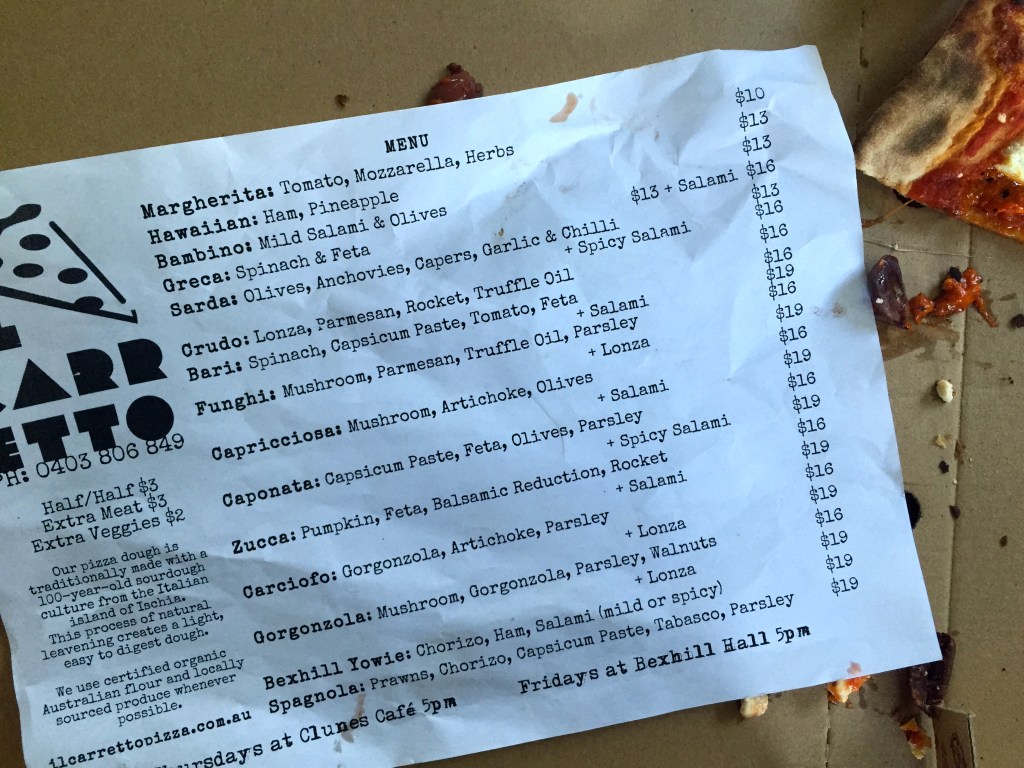 MENU
Margherita: Tomato, Mozzarella, Herbs $10
Hawaiian: Ham, Pineapple $13
Bambino: Mild Salami & Olives $13
Greca: Spinach & Feta $13 + Salami $16
Sarda: Olives, Anchovies, Capers, Garlic & Chilli $13
+ Spicy Salami $16
Crudo: Lonza, Parmesan, Rocket, Truffle Oil $16
Bari: Spinach, Capsicum Paste, Tomato, Feta $16
+ Salami $19
Funghi: Mushroom, Parmesan, Truffle Oil, Parsley $16
+ Lonza $19
Capricciosa: Mushroom, Artichoke, Olives $16
+ Salami $19
Caponata: Capsicum Paste, Feta, Olives, Parsley $16
+ Spicy Salami $19
Zucca: Pumpkin, Feta, Balsamic Reduction, Rocket $16
+ Salami $19
Carciofo: Gorgonzola, Artichoke, Parsley $16
+ Lonza $19
Gorgonzola: Mushroom, Gorgonzola, Parsley, Walnuts $16
+ Lonza $19
Bexhill Yowie: Chorizo, Ham, Salami (mild or spicy) $19
Spagnola: Prawns, Chorizo, Capsicum Paste, Tabasco, Parsley $19
CARR
ETTO
PH: 0403 806 849
Half/Half $3
Extra Meat $3
Extra Veggies $2
Our pizza dough is
traditionally made with a
100-year-old sourdough
culture from the Italian
island of Ischia.
This process of natural
leavening creates a light,
easy to digest dough.
We use certified organic
Australian flour and locally
sourced produce whenever
possible.
ilcarrettopizza.com.au
ursdays at Clunes Café 5pm Fridays at Bexhill Hall 5pm